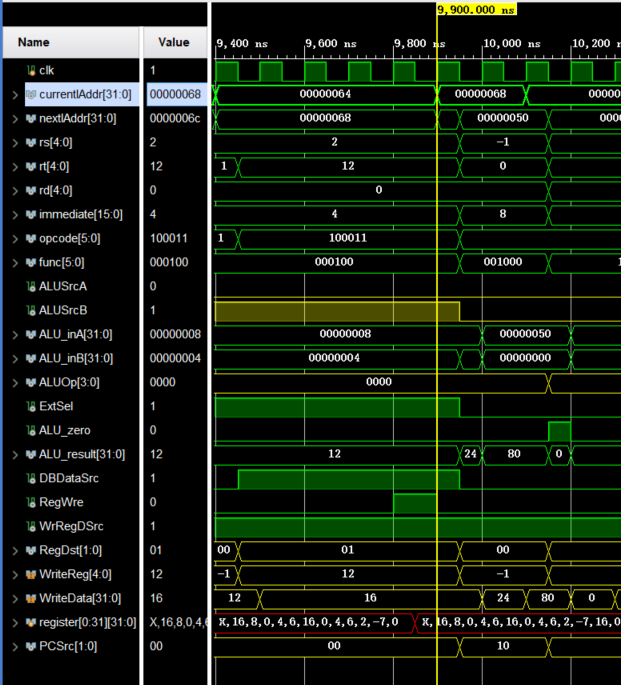 9,900.000 ns
Name Value 9,400 ns 9,600 ns 9,800 ns 10,000 ns 10,200
clk 1
currentIAddr[31:0] 00000068 00000064 00000068 0000
nextIAddr[31:0] 0000006c 00000068 00000050 000
rs[4:0] 2 2 -1
rt[4:0] 12 1 12 0
rd[4:0] 0 0
immediate[15:0] 4 4 8
opcode[5:0] 100011 1 100011
func[5:0] 000100 000100 001000 1
ALUSrcA 0
ALUSrcB 1
ALU_inA[31:0] 00000008 00000008 00000050
ALU_inB[31:0] 00000004 00000004 00000000
ALUOp[3:0] 0000 0000
ExtSel 1
ALU_zero 0
ALU_result[31:0] 12 12 24 80 0
DBDataSrc 1
RegWre 0
WrRegDSrc 1
RegDst[1:0] 01 00 01 00
WriteReg[4:0] 12 -1 12 -1
WriteData[31:0] 16 12 16 24 80 0
register[0:31][31:0] X,16,8,0,4,6 X,16,8,0,4,6,16,6,2,-7,0 X,16,8,0,4,6,16,0,4,6,2,-7,16,0
PCSrc[1:0] 00 00 10